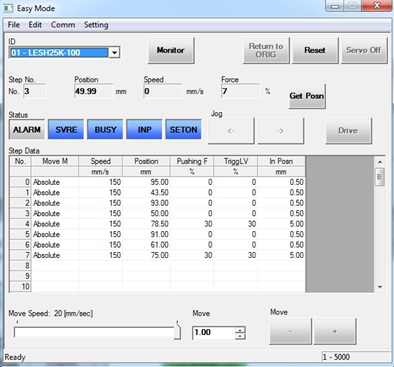 Easy Mode
File Edit Comm Setting
ID
01 - LESH25K-100
Monitor
Return to ORIG
Reset
Servo Off
Step No. Position Speed Force
No. 3 49.99 mm 0 mm/s 7 %
Get Posn
Status
ALARM SVRE BUSY INP SETON
Jog
<- ->
Drive
Step Data
No. Move M Speed Position Pushing F TriggLV In Posn
mm/s mm % % mm
0 Absolute 150 95.00 0 0 0.50
1 Absolute 150 43.50 0 0 0.50
2 Absolute 150 93.00 0 0 0.50
3 Absolute 150 50.00 0 0 0.50
4 Absolute 150 78.50 30 30 5.00
5 Absolute 150 91.00 0 0 0.50
6 Absolute 150 61.00 0 0 0.50
7 Absolute 150 75.00 30 30 5.00
8
9
10
Move Speed: 20 [mm/sec]
Move
1.00
Move
- +
Ready 1 - 5000